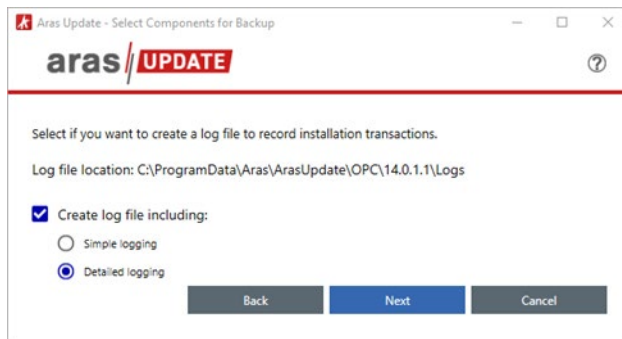 Aras Update - Select Components for Backup
aras UPDATE
Select if you want to create a log file to record installation transactions.
Log file location: C:\ProgramData\Aras\ArasUpdate\OPC\14.0.1.1\Logs
Create log file including:
Simple logging
Detailed logging
Back Next Cancel